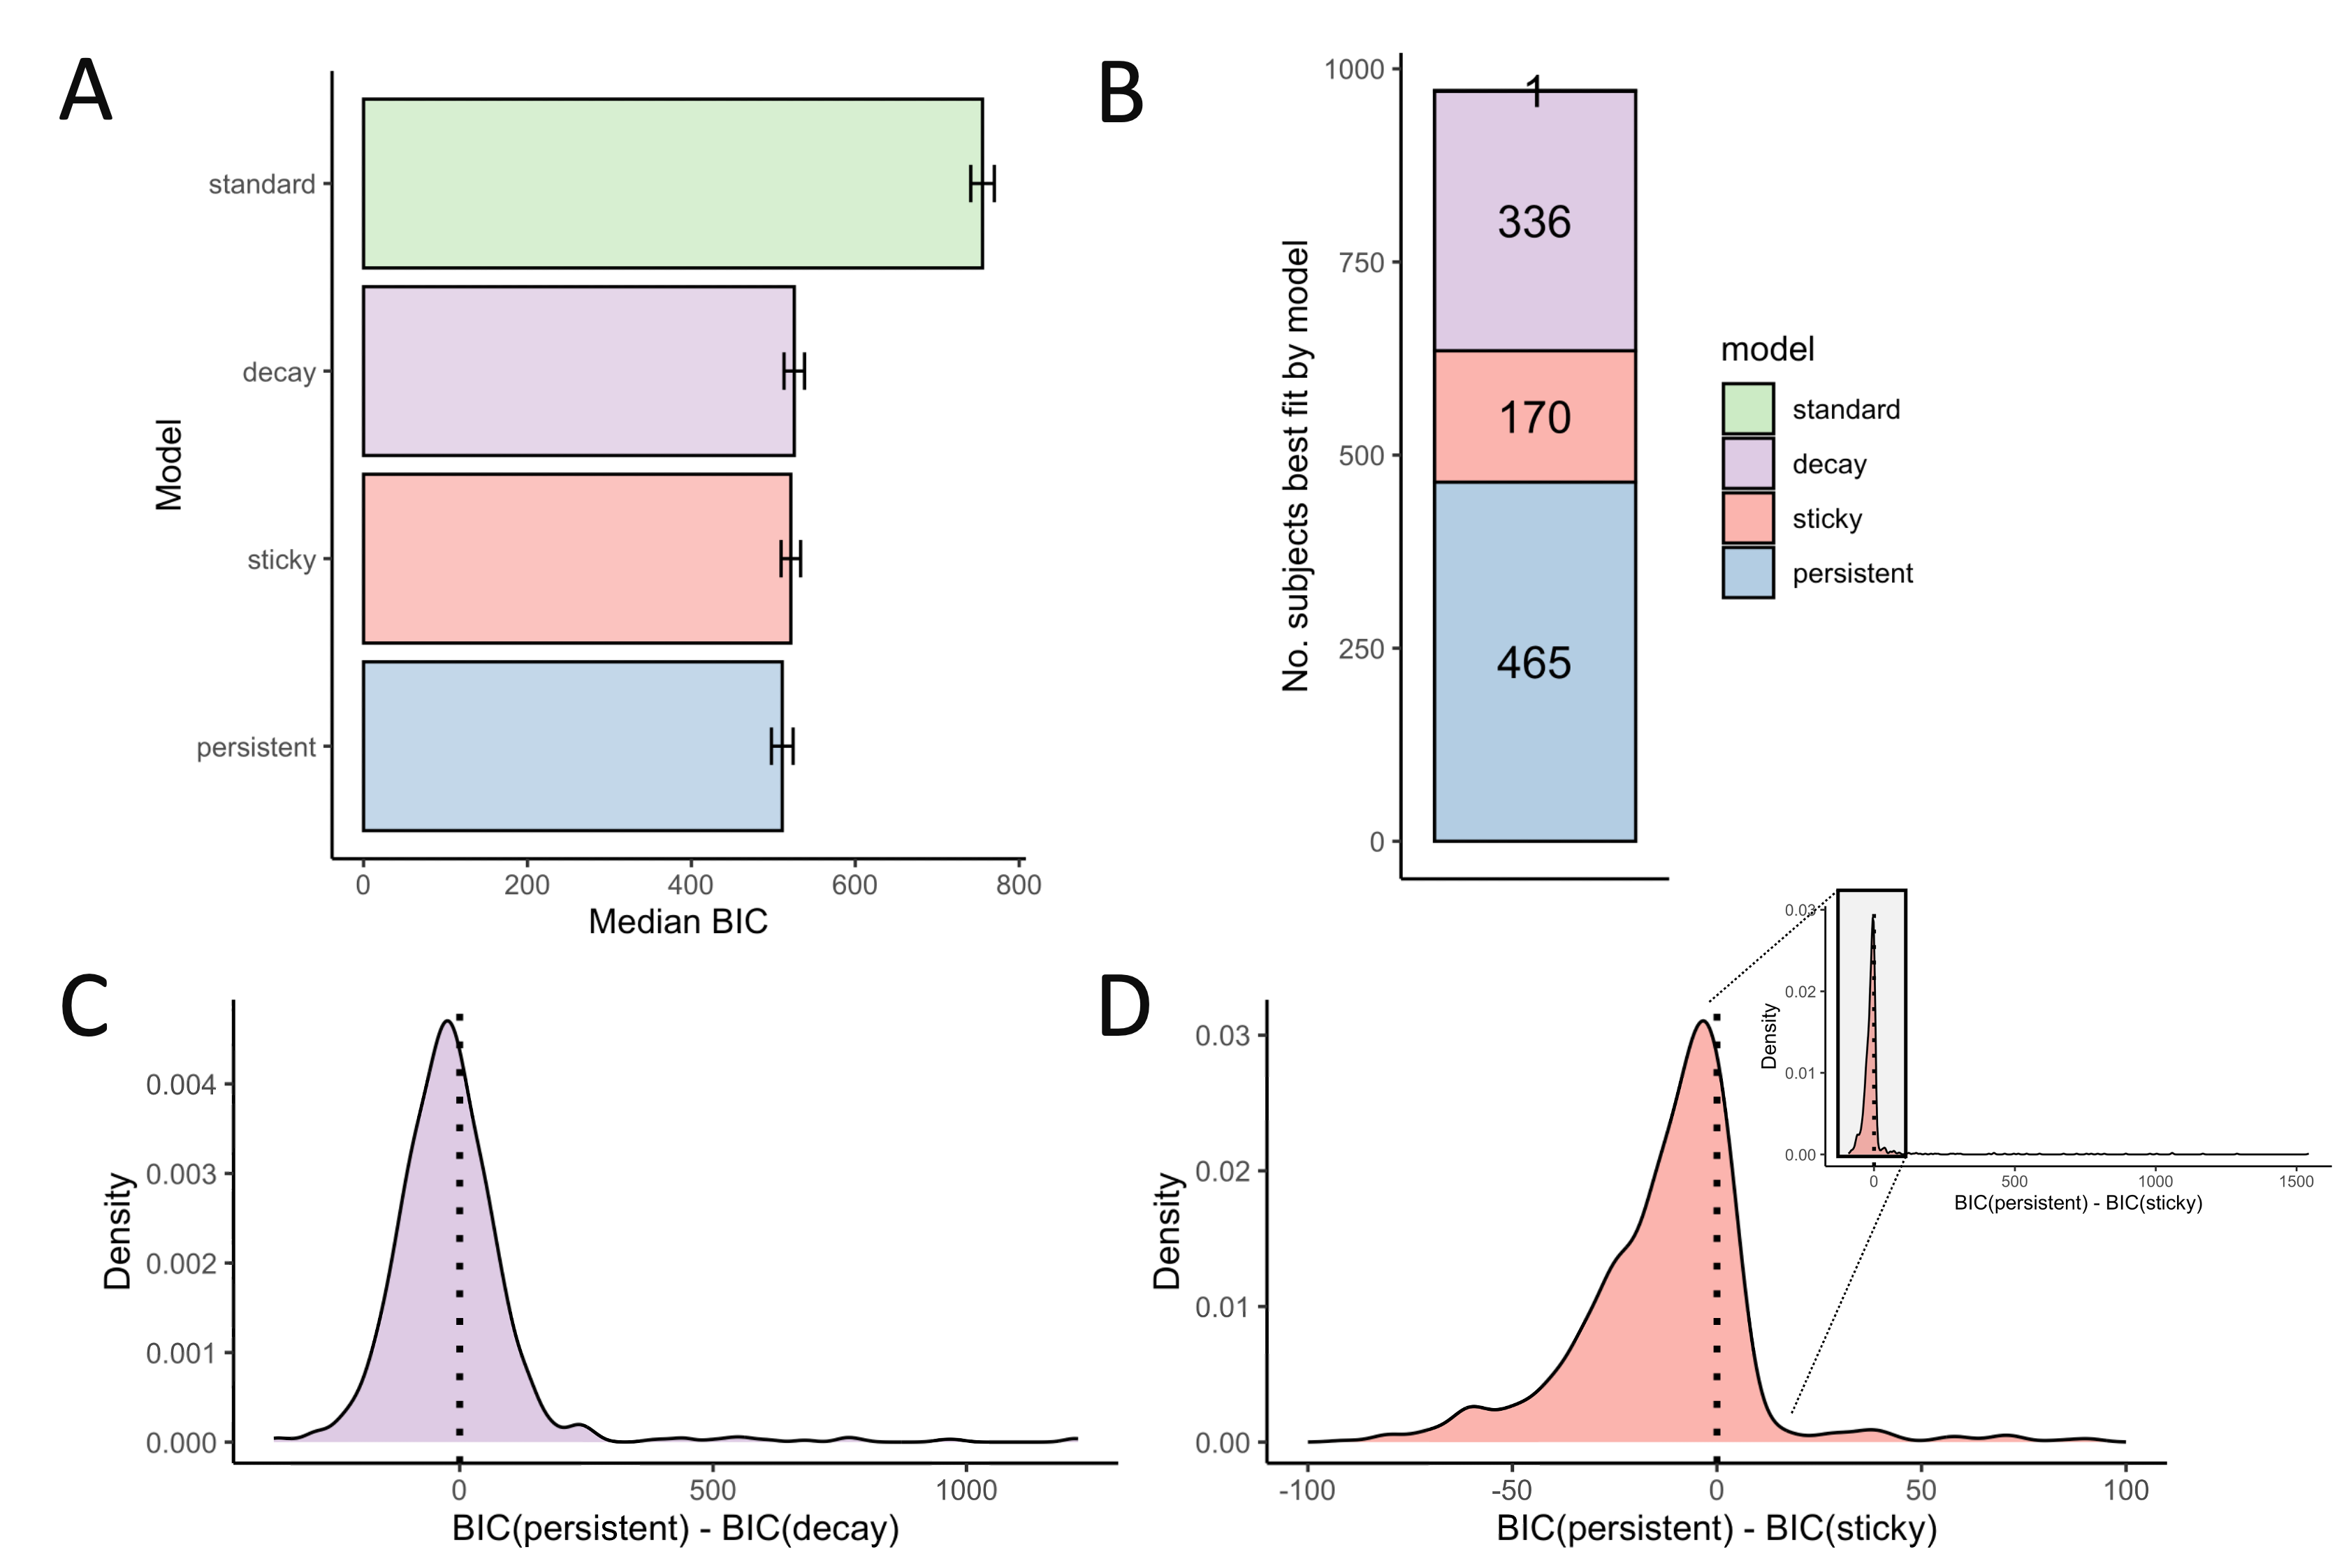 A
standard
decay
sticky
persistent
Model
0 200 400 600 800
Median BIC
B
1000
750
500
250
0
No. subjects best fit by model
1
336
170
465
model
standard
decay
sticky
persistent
C
0.004
0.003
0.002
0.001
0.000
Density
0 500 1000
BIC(persistent) - BIC(decay)
D
0.03
0.02
0.01
0.00
Density
-100 -50 0 50 100
BIC(persistent) - BIC(sticky)
0.03
0.02
0.01
0.00
Density
0 500 1000 1500
BIC(persistent) - BIC(sticky)